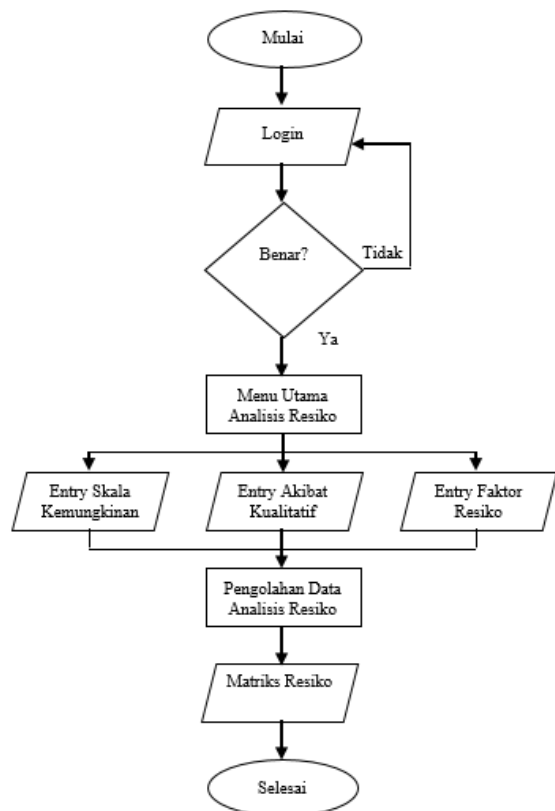 Mulai
Login
Benar?
Tidak
Ya
Menu Utama
Analisis Resiko
Entry Skala
Kemungkinan
Entry Akibat
Kualitatif
Entry Faktor
Resiko
Pengolahan Data
Analisis Resiko
Matriks Resiko
Selesai